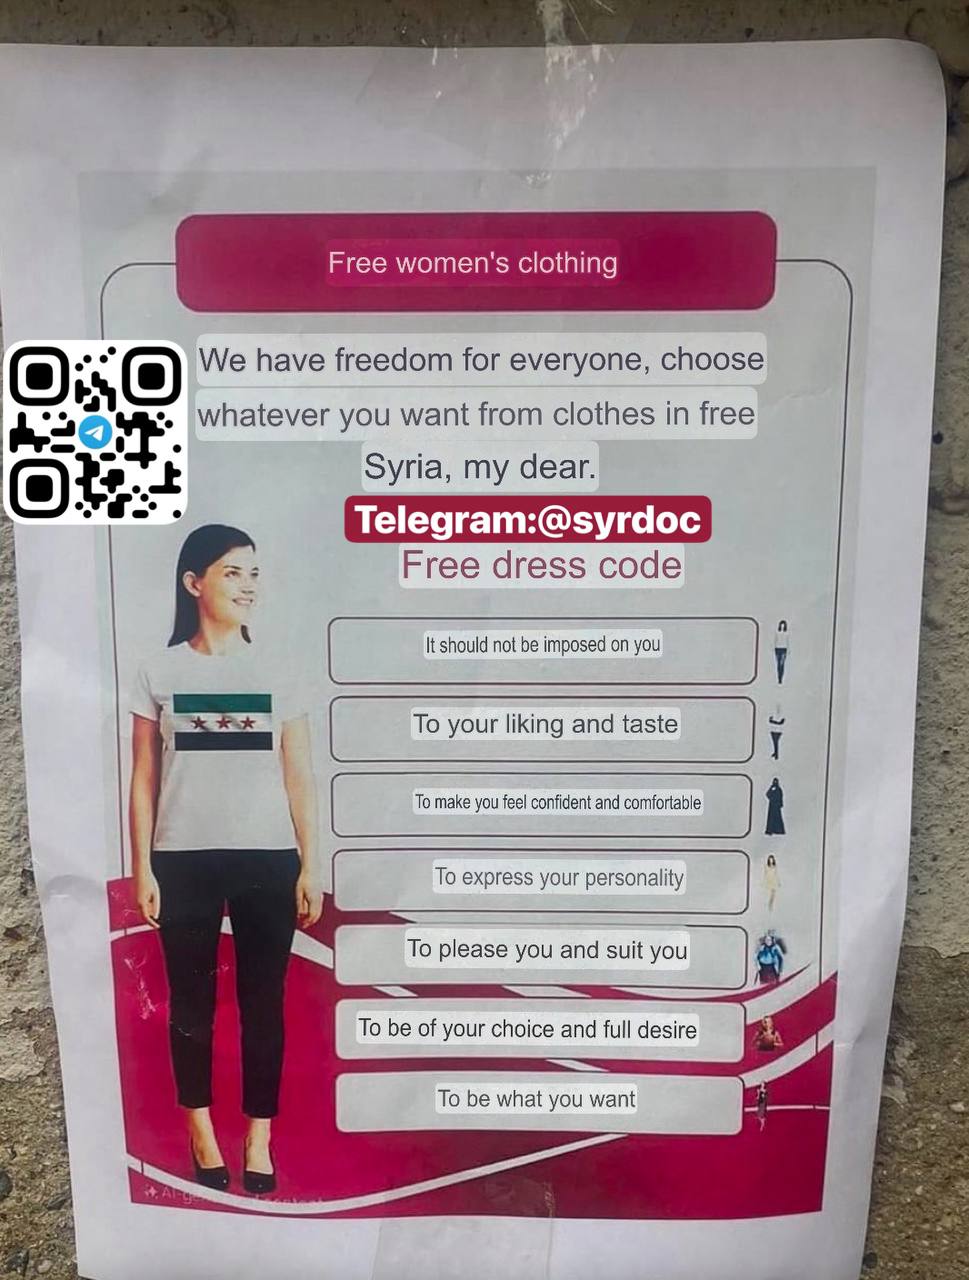 Free women's clothing
We have freedom for everyone, choose
whatever you want from clothes in free
Syria, my dear.
Telegram:@syrdoc
Free dress code
It should not be imposed on you
To your liking and taste
To make you feel confident and comfortable
To express your personality
To please you and suit you
To be of your choice and full desire
To be what you want